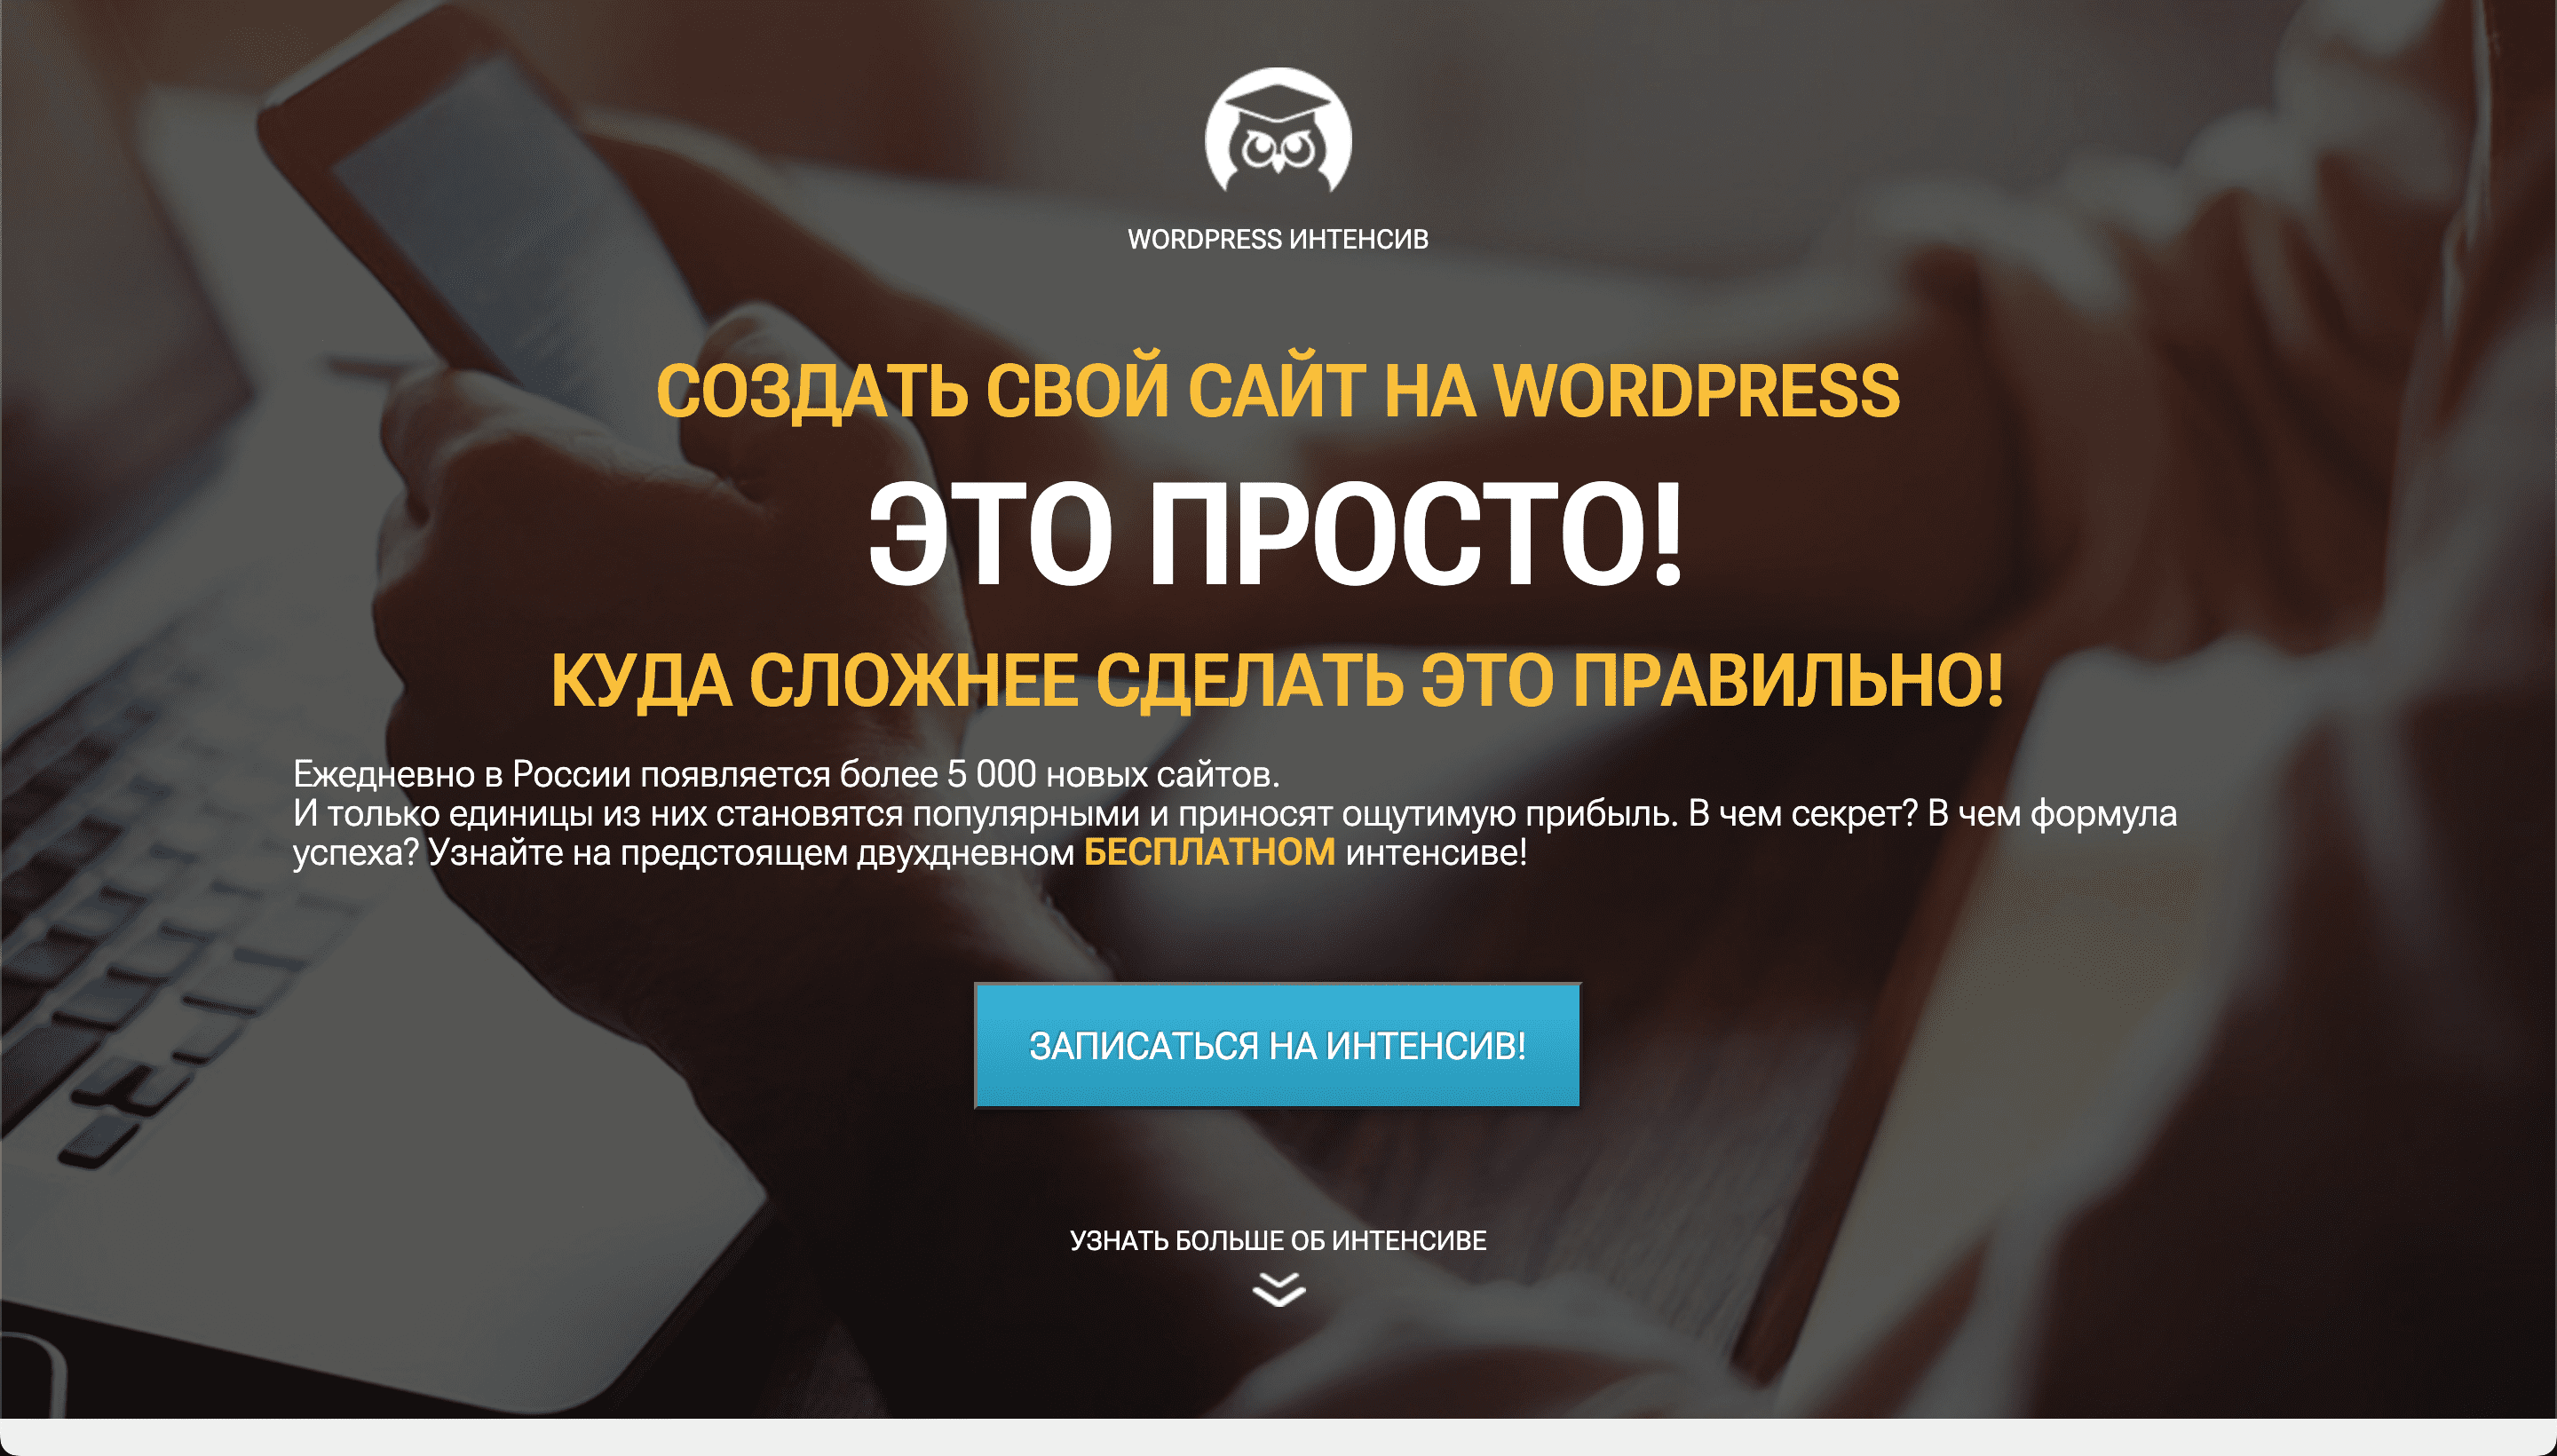 WORDPRESS ИНТЕНСИВ
СОЗДАТЬ СВОЙ САЙТ НА WORDPRESS
ЭТО ПРОСТО!
КУДА СЛОЖНЕЕ СДЕЛАТЬ ЭТО ПРАВИЛЬНО!
Ежедневно в России появляется более 5 000 новых сайтов.
И только единицы из них становятся популярными и приносят ощутимую прибыль. В чем секрет? В чем формула
успеха? Узнайте на предстоящем двухдневном БЕСПЛАТНОМ интенсиве!
ЗАПИСАТЬСЯ НА ИНТЕНСИВ!
УЗНАТЬ БОЛЬШЕ ОБ ИНТЕНСИВЕ